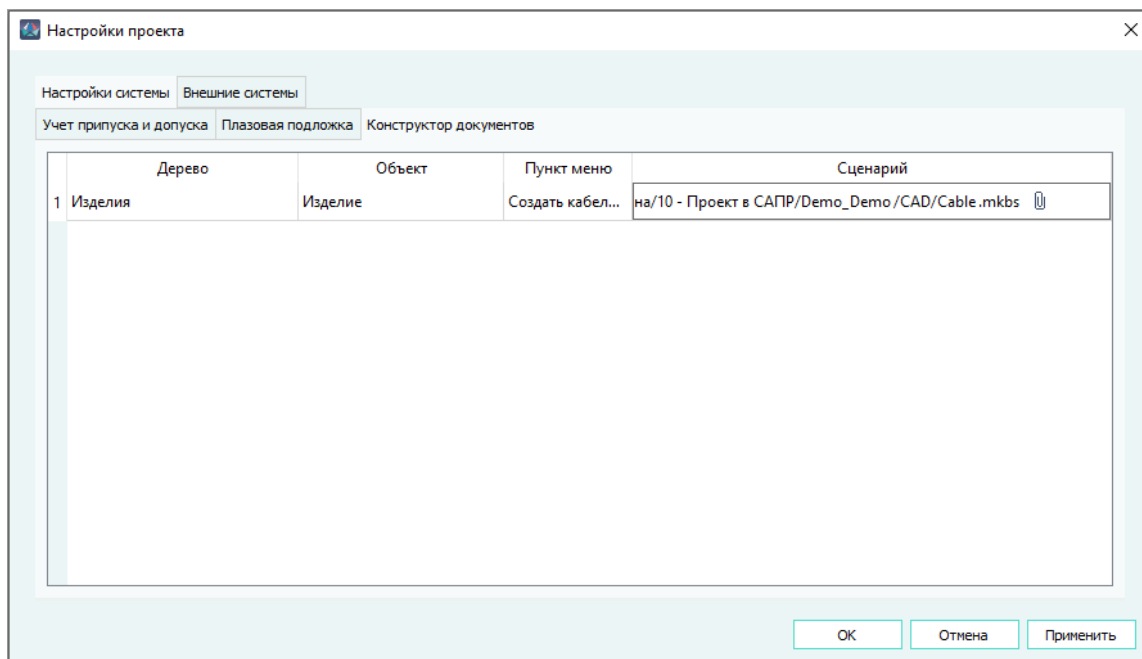 Настройки проекта
Настройки системы Внешние системы
Учет припуска и допуска Плазовая подложка Конструктор документов
Дерево Объект Пункт меню Сценарий
1 Изделия Изделие Создать кабел... на/10 - Проект в САПР/Demo_Demo/CAD/Cable.mkbs
ОК Отмена Применить